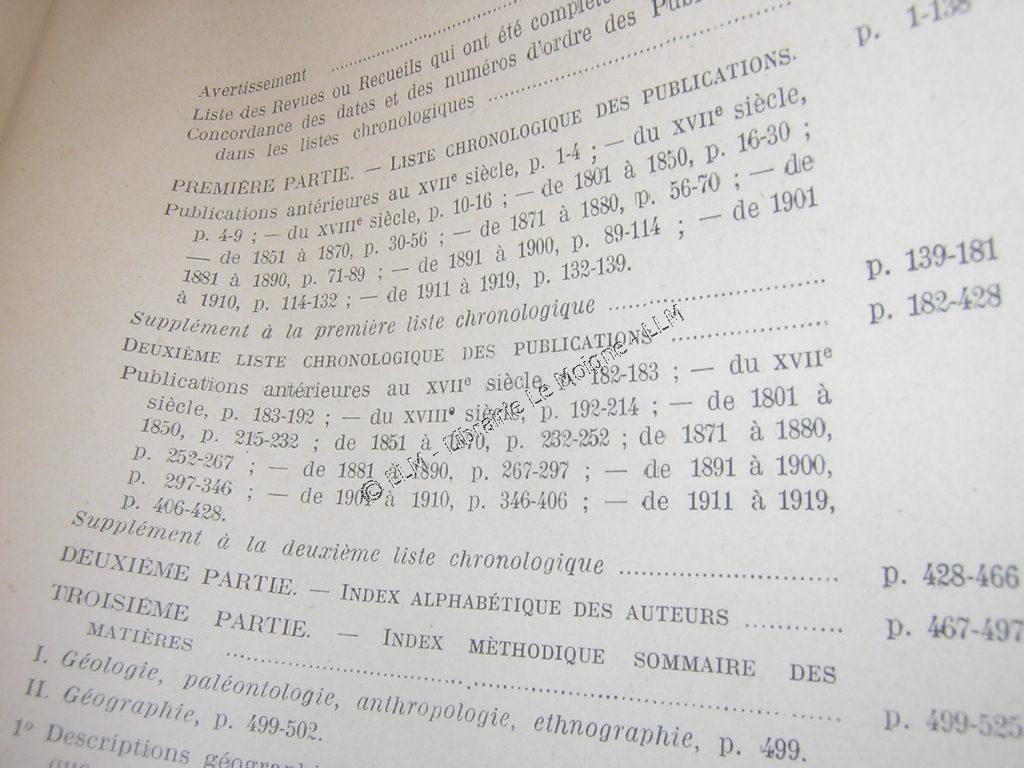 Avertissement ..............................
Liste des Revues ou Recueils qui ont été
Concordance des dates et des numéros d'ordre des
dans les listes chronologiques .............................. p. 1-138
PREMIÈRE PARTIE. — LISTE CHRONOLOGIQUE DES PUBLICATIONS.
Publications antérieures au XVIIe siècle, p. 1-4 ; — du XVIIe siècle,
p. 4-9 ; — du XVIIIe siècle, p. 10-16 ; — de 1801 à 1850, p. 16-30 ;
— de 1851 à 1870, p. 30-56 ; — de 1871 à 1880, p. 56-70 ; — de
1881 à 1890, p. 71-89 ; — de 1891 à 1900, p. 89-114 ; — de 1901
à 1910, p. 114-132 ; — de 1911 à 1919, p. 132-139.
Supplément à la première liste chronologique .............................. p. 139-181
DEUXIÈME LISTE CHRONOLOGIQUE DES PUBLICATIONS .................... p. 182-428
Publications antérieures au XVIIe siècle, p. 182-183 ; — du XVIIe
siècle, p. 183-192 ; — du XVIIIe siècle, p. 192-214 ; — de 1801 à
1850, p. 215-232 ; de 1851 à 1870, p. 232-252 ; de 1871 à 1880,
p. 252-267 ; — de 1881 à 1890, p. 267-297 ; — de 1891 à 1900,
p. 297-346 ; — de 1901 à 1910, p. 346-406 ; — de 1911 à 1919,
p. 406-428.
Supplément à la deuxième liste chronologique .............................. p. 428-466
DEUXIÈME PARTIE. — INDEX ALPHABÉTIQUE DES AUTEURS ............ p. 467-497
TROISIÈME PARTIE. — INDEX MÈTHODIQUE SOMMAIRE DES
MATIÈRES .................................................. p. 499-525
I. Géologie, paléontologie, anthropologie, ethnographie, p. 499.
II. Géographie, p. 499-502.
1º Descriptions
© LLM - Librairie Le Moigne - LLM